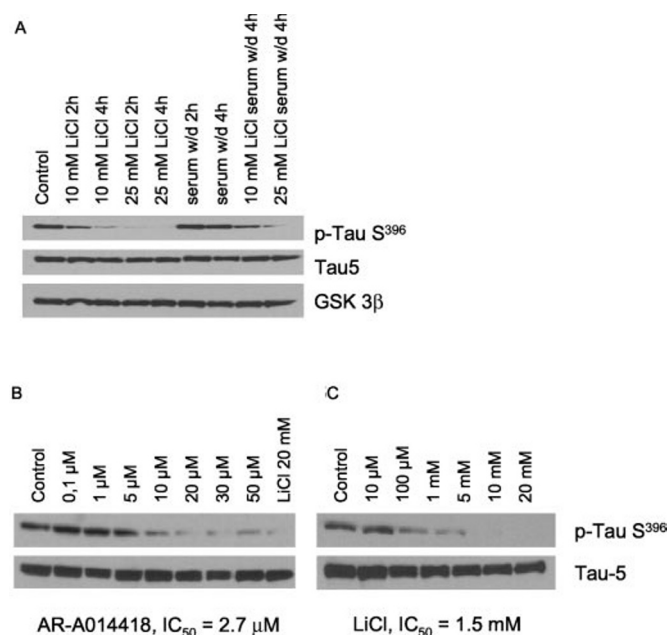 A
Control
10 mM LiCl 2h
10 mM LiCl 4h
25 mM LiCl 2h
25 mM LiCl 4h
serum w/d 2h
serum w/d 4h
10 mM LiCl serum w/d 4h
25 mM LiCl serum w/d 4h
p-Tau S³⁹⁶
Tau5
GSK 3β
B
Control
0,1 µM
1 µM
5 µM
10 µM
20 µM
30 µM
50 µM
LiCl 20 mM
AR-A014418, IC₅₀ = 2.7 µM
C
Control
10 µM
100 µM
1 mM
5 mM
10 mM
20 mM
p-Tau S³⁹⁶
Tau-5
LiCl, IC₅₀ = 1.5 mM